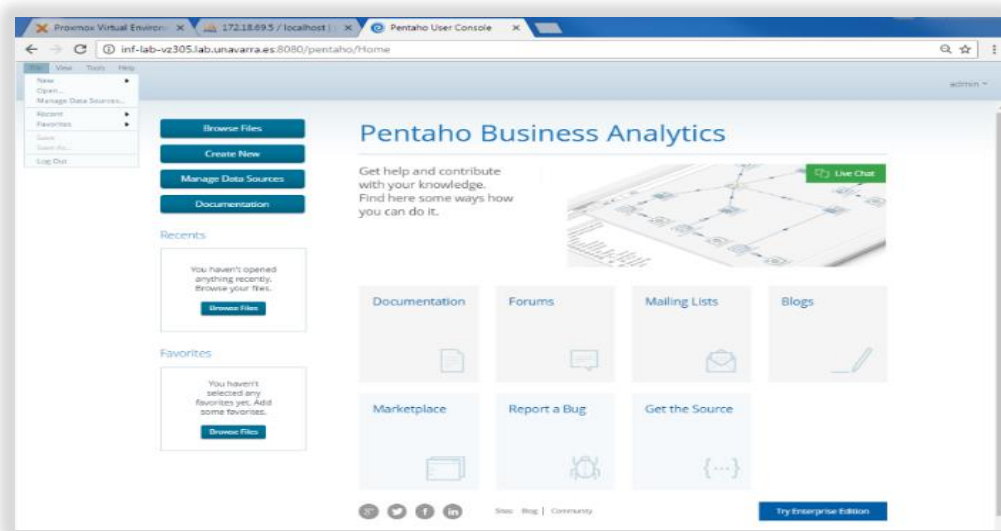 Proxmox Virtual Environ
172.18.69.5 / localhost |
Pentaho User Console
inf-lab-vz305.lab.unavarra.es:8080/pentaho/Home
File View Tools Help
admin
New
Open...
Manage Data Sources...
Recent
Favorites
Save
Save As...
Log Out
Browse Files
Create New
Manage Data Sources
Documentation
Recents
You haven't opened
anything recently.
Browse your files.
Browse Files
Favorites
You haven't
selected any
favorites yet. Add
some favorites.
Browse Files
Pentaho Business Analytics
Get help and contribute
with your knowledge.
Find here some ways how
you can do it.
Live Chat
Documentation
Forums
Mailing Lists
Blogs
Marketplace
Report a Bug
Get the Source
{...}
Sites: Blog | Community
Try Enterprise Edition